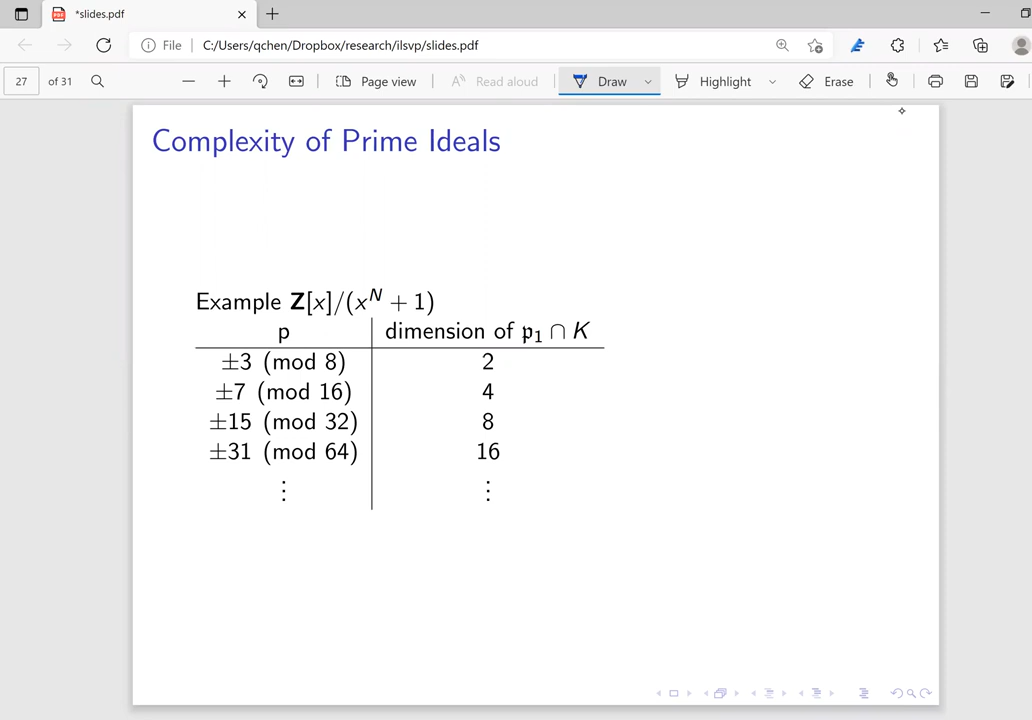 *slides.pdf
File C:/Users/qchen/Dropbox/research/ilsvp/slides.pdf
27 of 31 Page view Read aloud Draw Highlight Erase
Complexity of Prime Ideals
Example Z[x]/(x^N + 1)
p dimension of 𝔭₁ ∩ K
±3 (mod 8) 2
±7 (mod 16) 4
±15 (mod 32) 8
±31 (mod 64) 16
⋮ ⋮